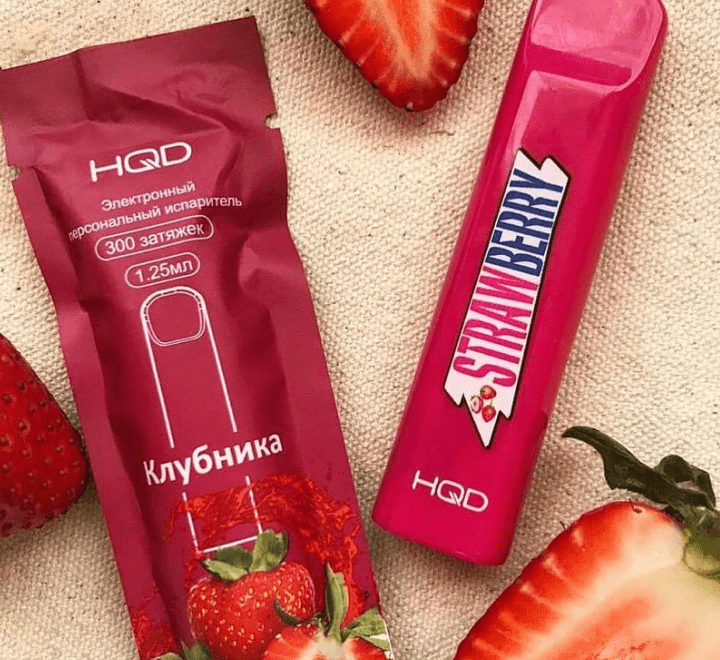 HQD
Электронный
персональный испаритель
300 затяжек
1.25мл
Клубника
STRAWBERRY
HQD